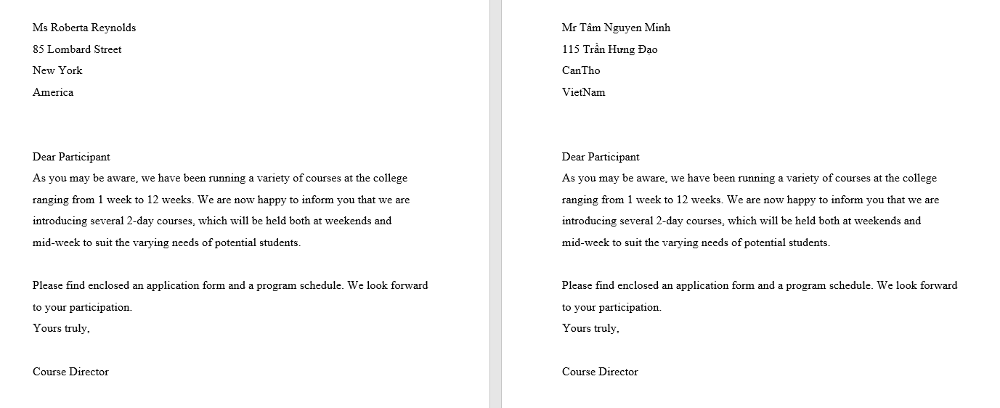 Ms Roberta Reynolds
85 Lombard Street
New York
America
Dear Participant
As you may be aware, we have been running a variety of courses at the college
ranging from 1 week to 12 weeks. We are now happy to inform you that we are
introducing several 2-day courses, which will be held both at weekends and
mid-week to suit the varying needs of potential students.
Please find enclosed an application form and a program schedule. We look forward
to your participation.
Yours truly,
Course Director
Mr Tâm Nguyen Minh
115 Trần Hưng Đạo
CanTho
VietNam
Dear Participant
As you may be aware, we have been running a variety of courses at the college
ranging from 1 week to 12 weeks. We are now happy to inform you that we are
introducing several 2-day courses, which will be held both at weekends and
mid-week to suit the varying needs of potential students.
Please find enclosed an application form and a program schedule. We look forward
to your participation.
Yours truly,
Course Director